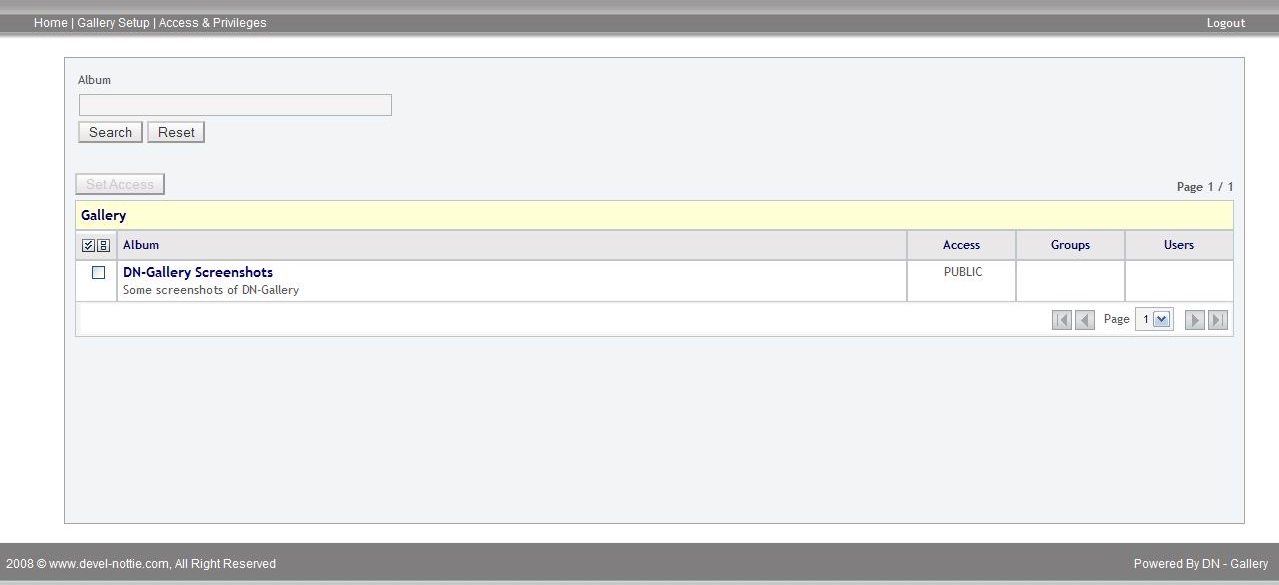 Home | Gallery Setup | Access & Privileges Logout
Album
Search Reset
Set Access Page 1 / 1
Gallery
Album Access Groups Users
DN-Gallery Screenshots PUBLIC
Some screenshots of DN-Gallery
Page 1
2008 © www.devel-nottie.com, All Right Reserved Powered By DN - Gallery